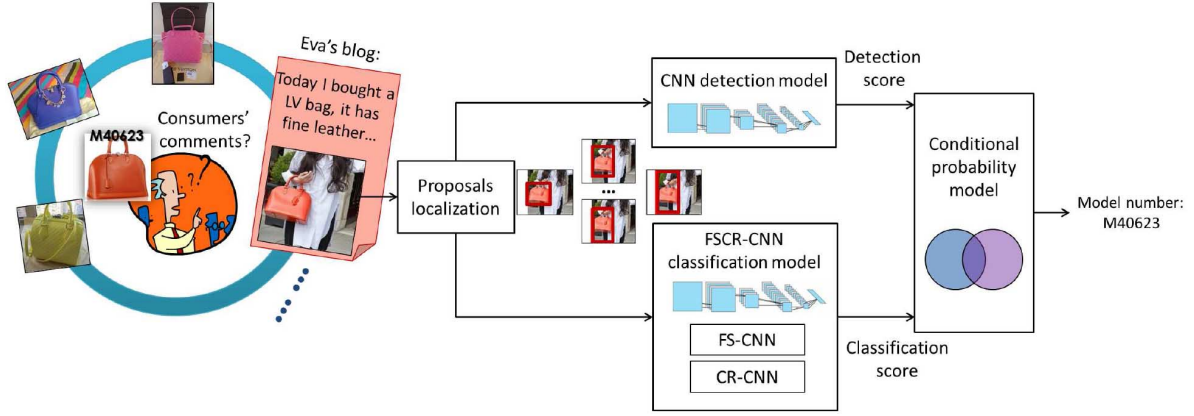 Eva's blog:
Today I bought a
LV bag, it has
fine leather...
Consumers'
comments?
M40623
Proposals
localization
...
CNN detection model
Detection
score
FSCR-CNN
classification model
FS-CNN
CR-CNN
Classification
score
Conditional
probability
model
Model number:
M40623